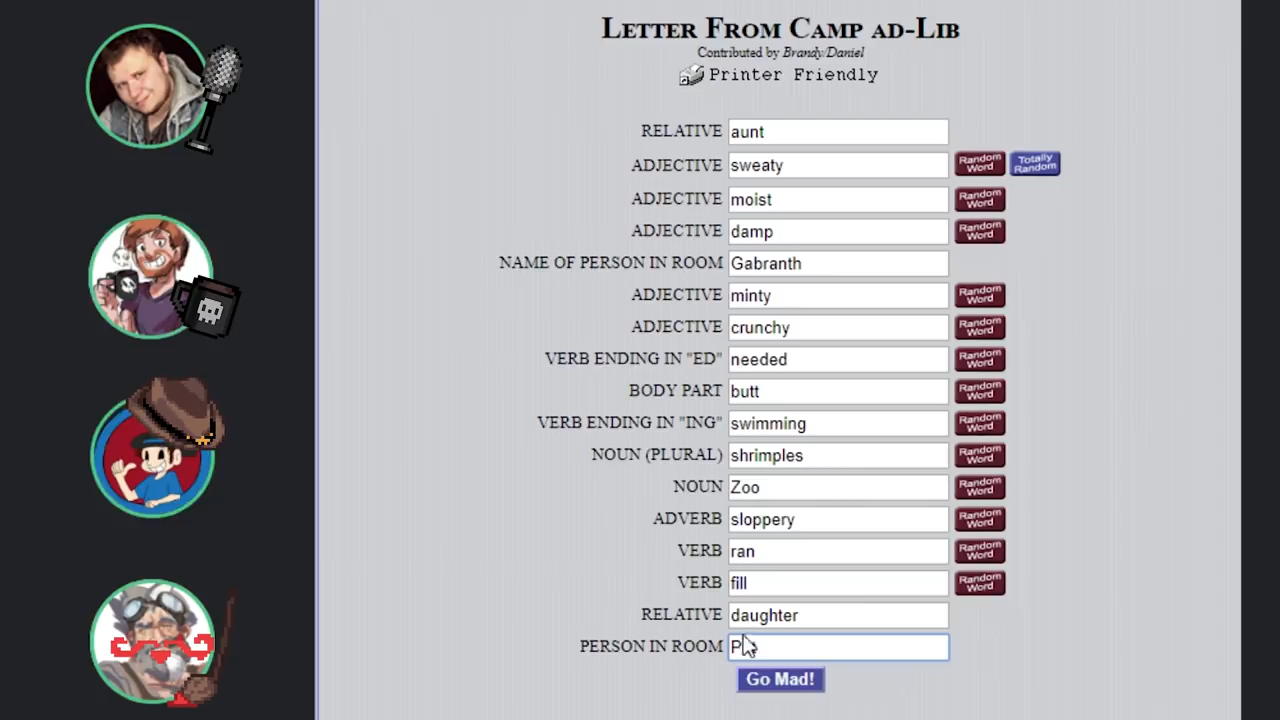 Letter From Camp ad-Lib
Contributed by Brandy/Daniel
Printer Friendly
RELATIVE aunt
ADJECTIVE sweaty Random Word Totally Random
ADJECTIVE moist Random Word
ADJECTIVE damp Random Word
NAME OF PERSON IN ROOM Gabranth
ADJECTIVE minty Random Word
ADJECTIVE crunchy Random Word
VERB ENDING IN "ED" needed Random Word
BODY PART butt Random Word
VERB ENDING IN "ING" swimming Random Word
NOUN (PLURAL) shrimples Random Word
NOUN Zoo Random Word
ADVERB sloppery Random Word
VERB ran Random Word
VERB fill Random Word
RELATIVE daughter
PERSON IN ROOM
Go Mad!